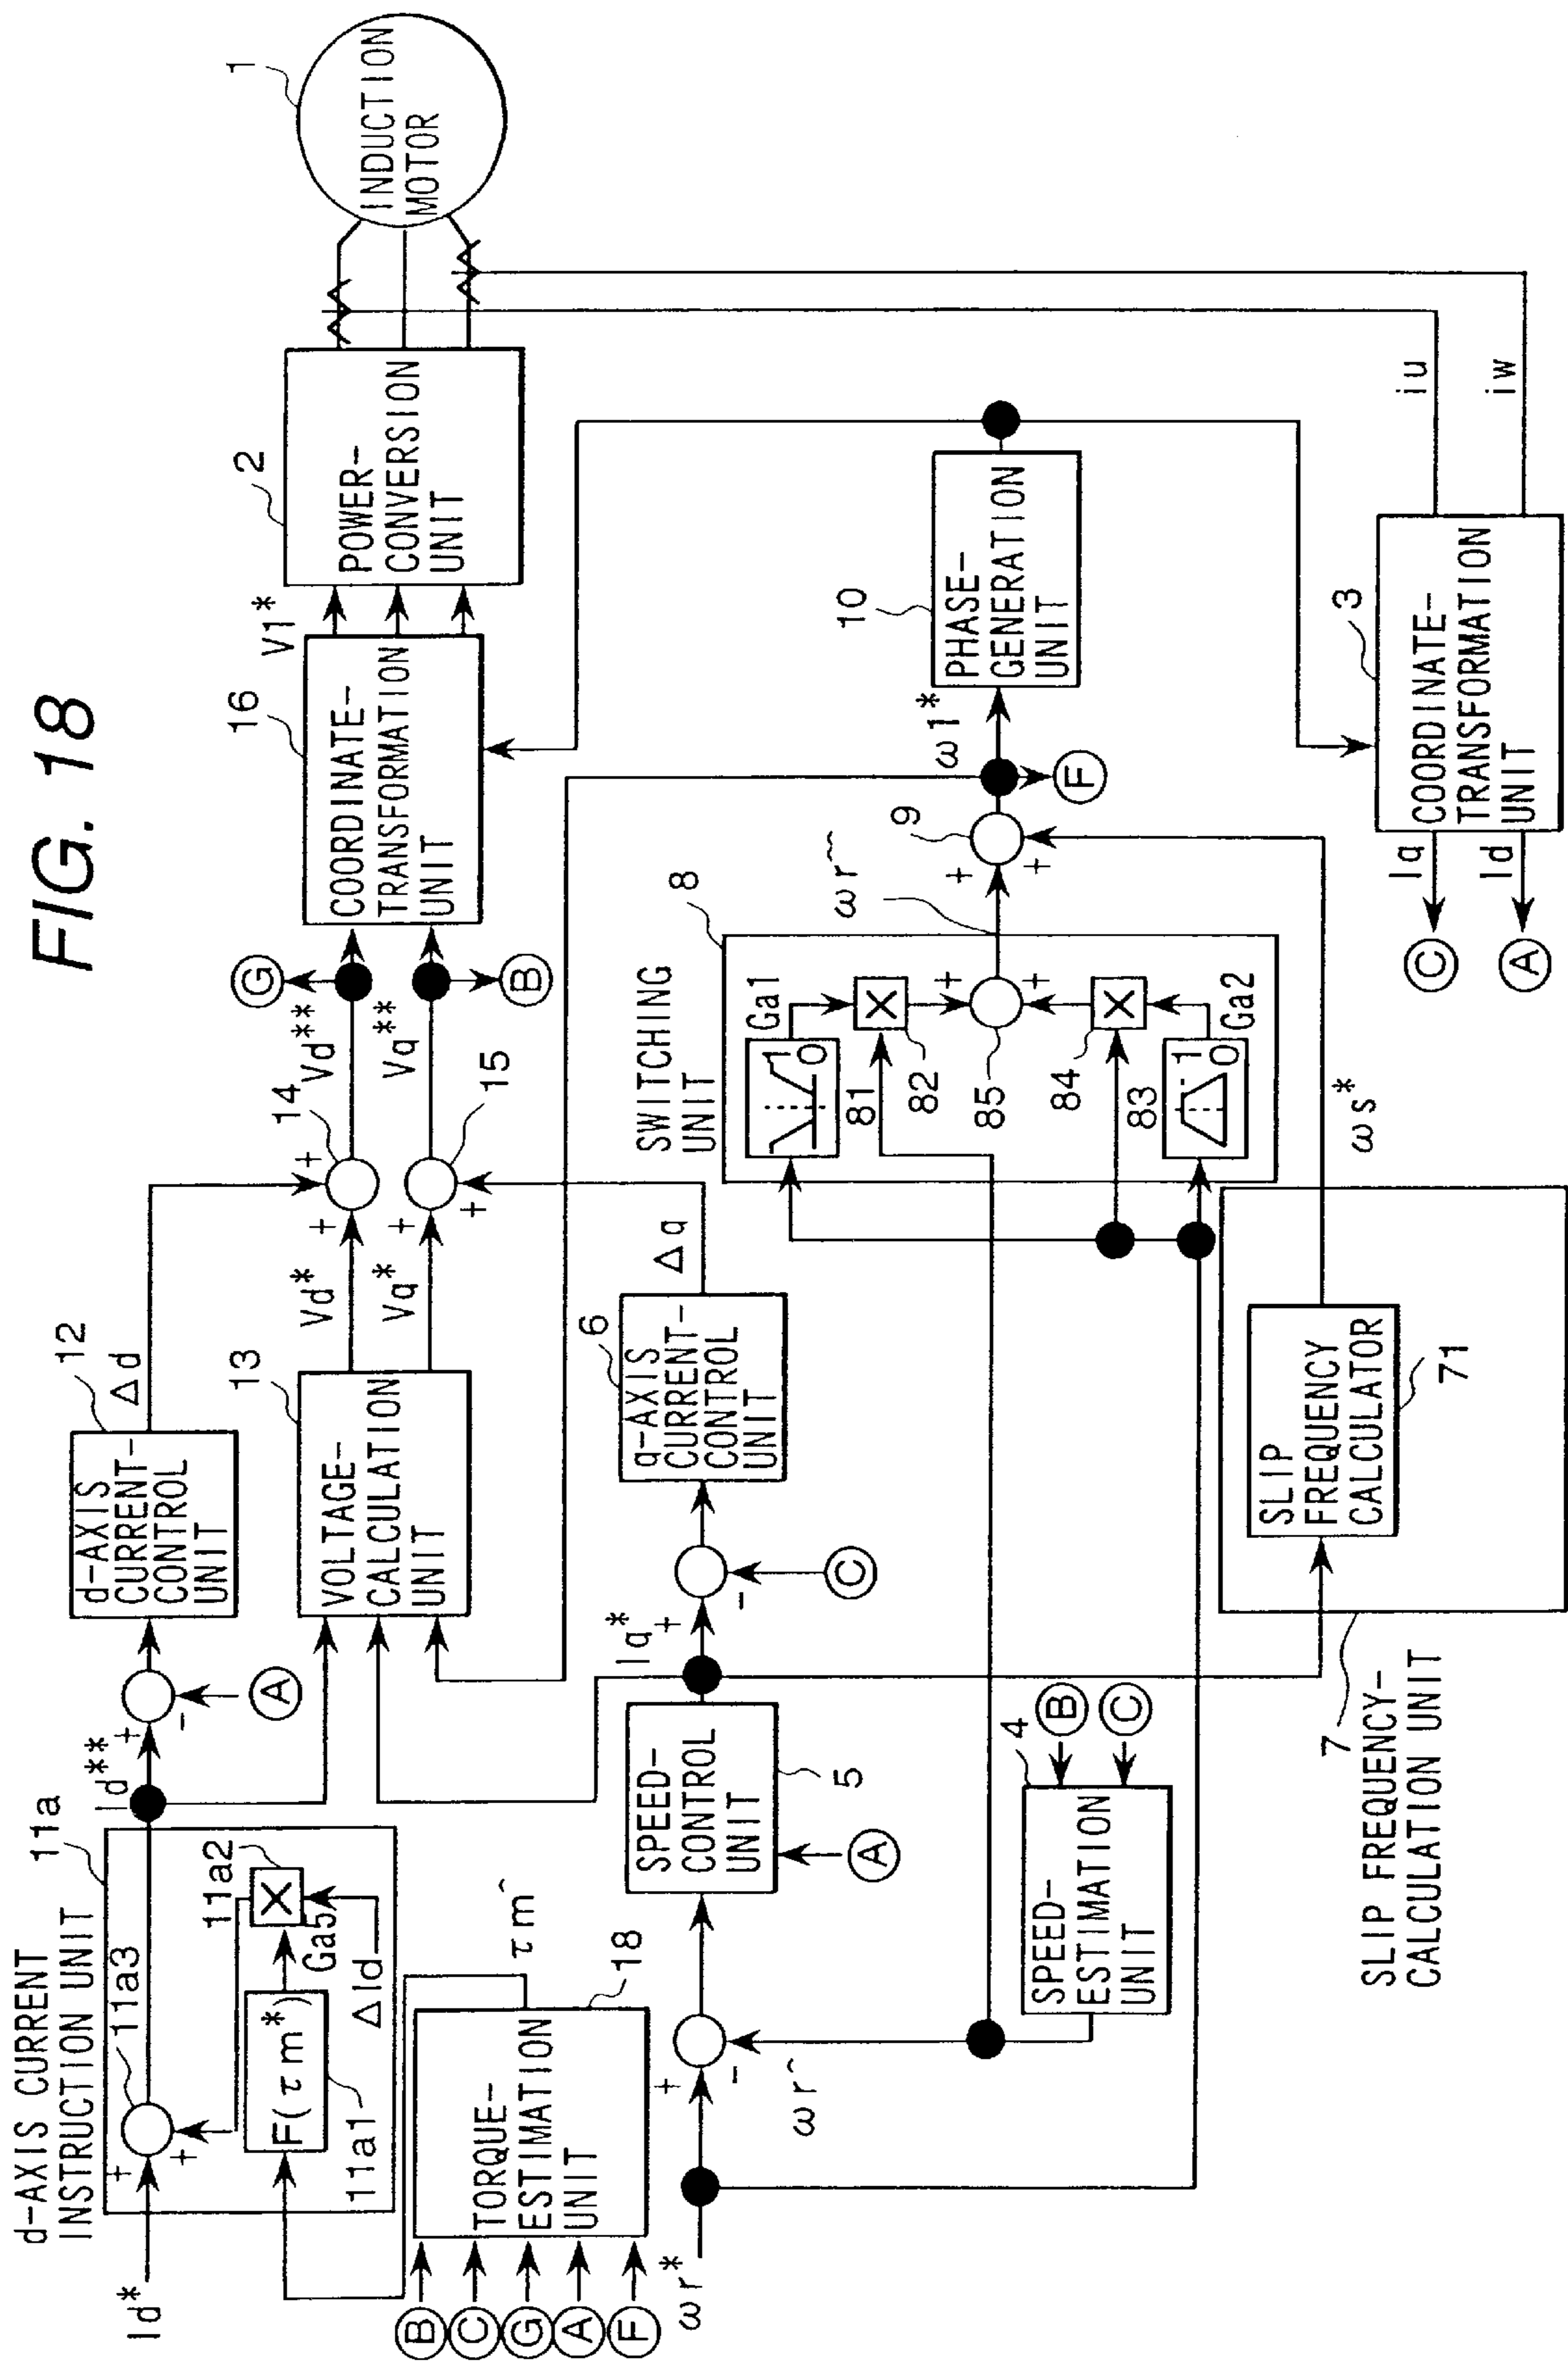 FIG. 18
d-AXIS CURRENT
INSTRUCTION UNIT
11a
Id*
+
+
11a3
11a2
F(τm*)
11a1
Ga5
ΔId
Id**
+
-
A
12
d-AXIS
CURRENT-
CONTROL
UNIT
Δd
13
VOLTAGE-
CALCULATION
UNIT
Vd*
Vq*
+
+
14
+
+
15
Vd**
Vq**
G
B
16
COORDINATE-
TRANSFORMATION
UNIT
V1*
2
POWER-
CONVERSION
UNIT
1
INDUCTION
MOTOR
B
C
G
A
F
TORQUE-
ESTIMATION
UNIT
18
τm^
ωr*
+
-
ωr^
SPEED-
CONTROL
UNIT
5
A
Iq*
+
-
C
6
q-AXIS
CURRENT-
CONTROL
UNIT
Δq
4
SPEED-
ESTIMATION
UNIT
B
C
SWITCHING
UNIT
8
1
0
Ga1
81
82
+
85
+
84
83
1
0
Ga2
ωr~
9
+
+
ω1*
F
10
PHASE-
GENERATION
UNIT
7
SLIP FREQUENCY-
CALCULATION UNIT
SLIP
FREQUENCY
CALCULATOR
71
ωs*
3
COORDINATE-
TRANSFORMATION
UNIT
iu
iw
Iq
Id
C
A